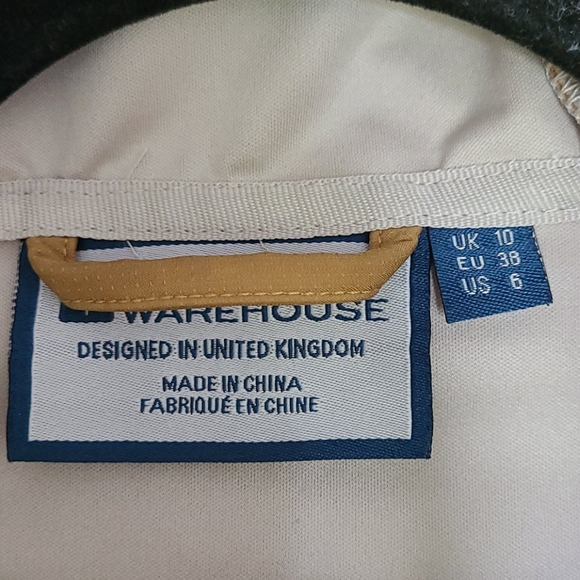 WAREHOUSE
DESIGNED IN UNITED KINGDOM
MADE IN CHINA
FABRIQUÉ EN CHINE
UK 10
EU 38
US 6